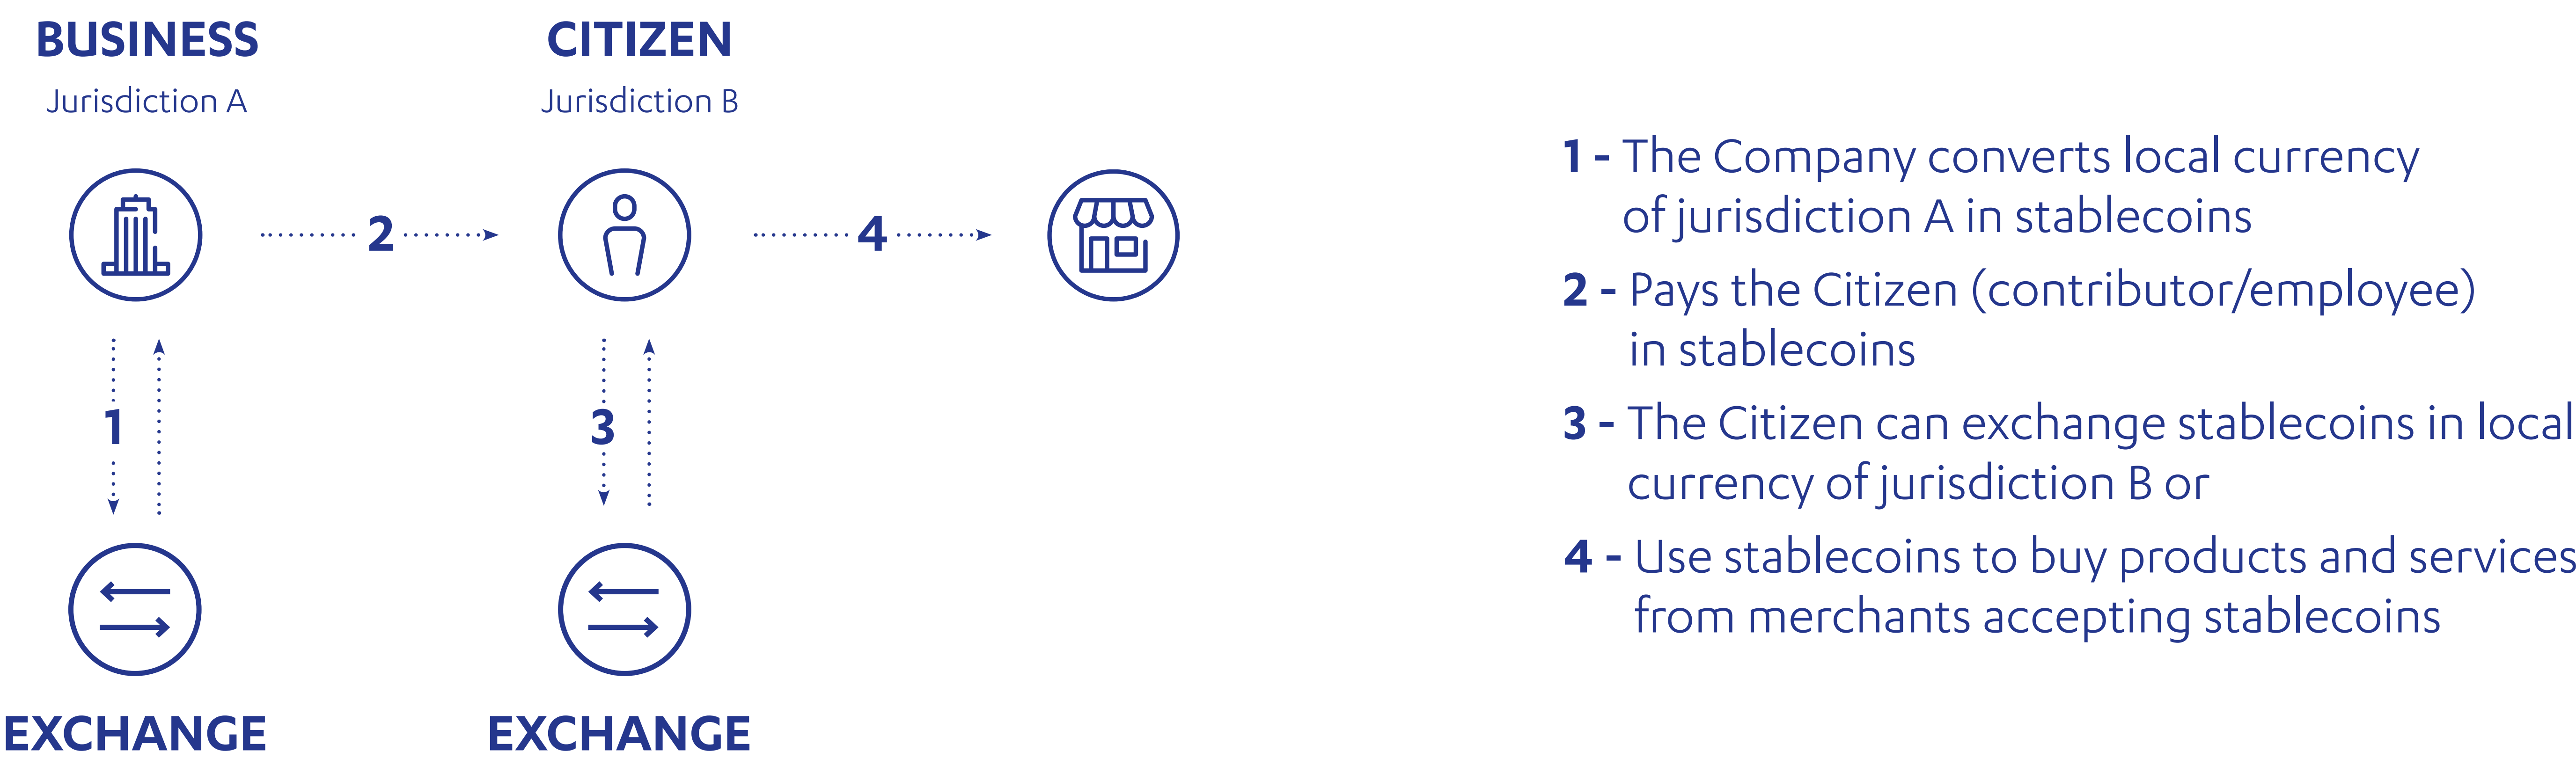 BUSINESS
Jurisdiction A
CITIZEN
Jurisdiction B
2
4
1
3
EXCHANGE
EXCHANGE
1 - The Company converts local currency
of jurisdiction A in stablecoins
2 - Pays the Citizen (contributor/employee)
in stablecoins
3 - The Citizen can exchange stablecoins in local
currency of jurisdiction B or
4 - Use stablecoins to buy products and services
from merchants accepting stablecoins